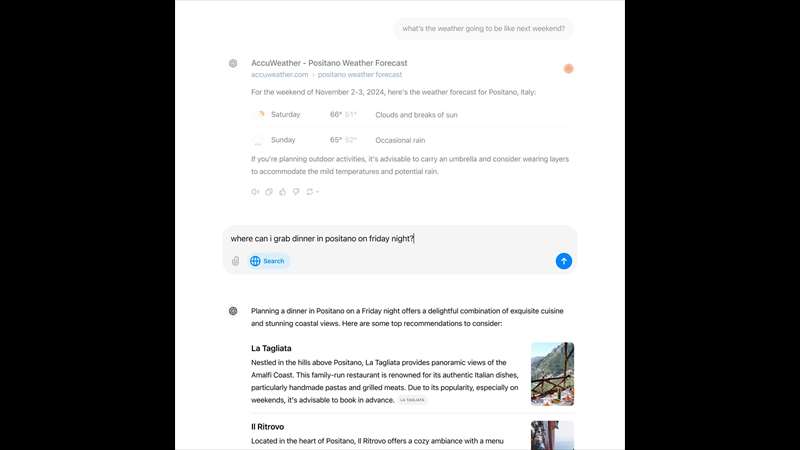 what's the weather going to be like next weekend?
AccuWeather - Positano Weather Forecast
accuweather.com › positano weather forecast
For the weekend of November 2-3, 2024, here's the weather forecast for Positano, Italy:
Saturday 66° 51° Clouds and breaks of sun
Sunday 65° 52° Occasional rain
If you're planning outdoor activities, it's advisable to carry an umbrella and consider wearing layers
to accommodate the mild temperatures and potential rain.
where can i grab dinner in positano on friday night?
Search
Planning a dinner in Positano on a Friday night offers a delightful combination of exquisite cuisine
and stunning coastal views. Here are some top recommendations to consider:
La Tagliata
Nestled in the hills above Positano, La Tagliata provides panoramic views of the
Amalfi Coast. This family-run restaurant is renowned for its authentic Italian dishes,
particularly handmade pastas and grilled meats. Due to its popularity, especially on
weekends, it's advisable to book in advance. LA TAGLIATA
Il Ritrovo
Located in the heart of Positano, Il Ritrovo offers a cozy ambiance with a menu